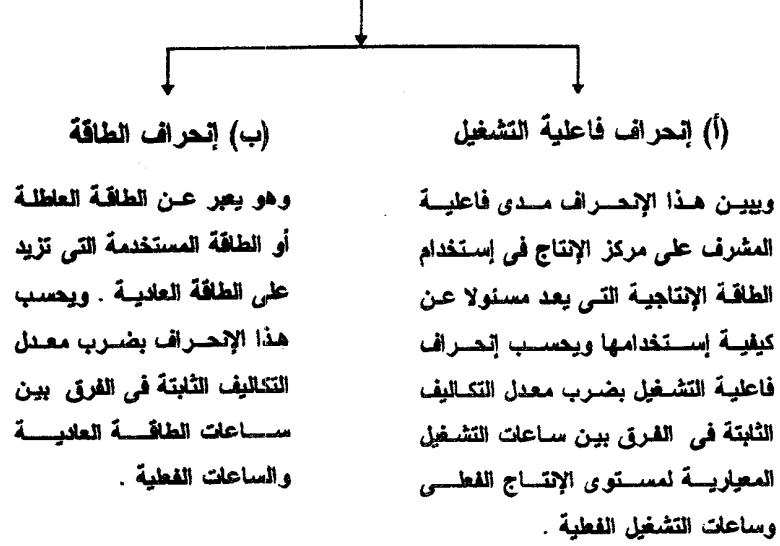 (أ) إنحراف فاعلية التشغيل
ويبين هذا الإنحراف مدى فاعلية
المشرف على مركز الإنتاج فى إستخدام
الطاقة الإنتاجية التى يعد مسئولا عن
كيفية إستخدامها ويحسب إنحراف
فاعلية التشغيل بضرب معدل التكاليف
الثابتة فى الفرق بين ساعات التشغيل
المعيارية لمستوى الإنتاج الفعلى
وساعات التشغيل الفعلية .
(ب) إنحراف الطاقة
وهو يعبر عن الطاقة العاطلة
أو الطاقة المستخدمة التى تزيد
على الطاقة العادية . ويحسب
هذا الإنحراف بضرب معدل
التكاليف الثابتة فى الفرق بين
ساعات الطاقة العادية
والساعات الفعلية .